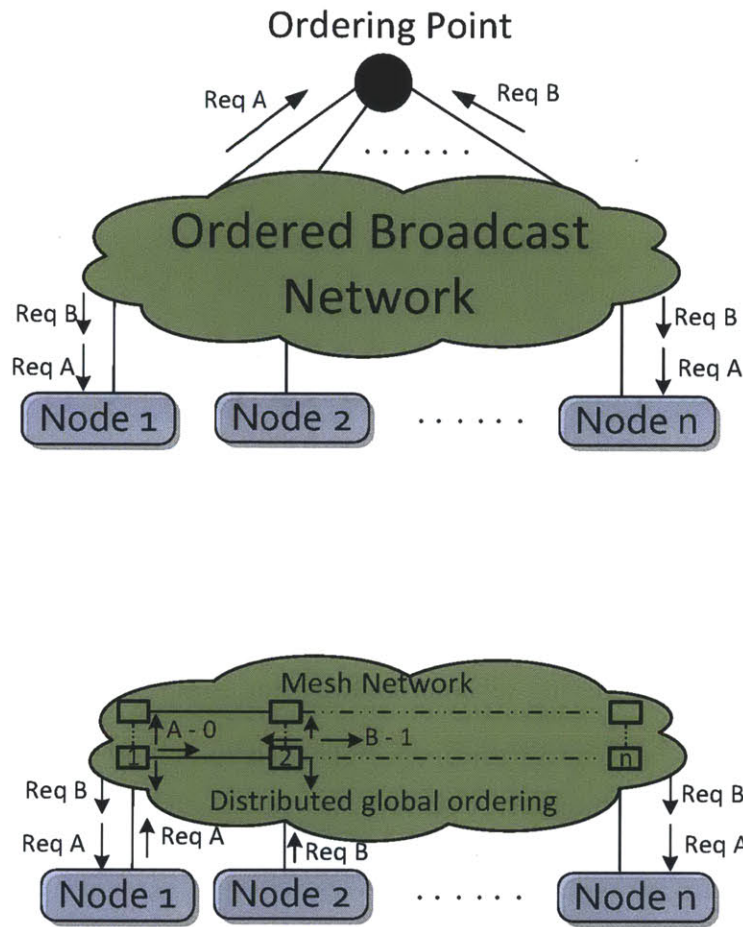 Ordering Point
Req A
Req B
. . . . . .
Ordered Broadcast
Network
Req B
Req A
Req B
Req A
Node 1
Node 2
. . . . . .
Node n
Mesh Network
A - 0
B - 1
1
2
n
Distributed global ordering
Req B
Req A
Req A
Req B
Req B
Req A
Node 1
Node 2
. . . . . .
Node n